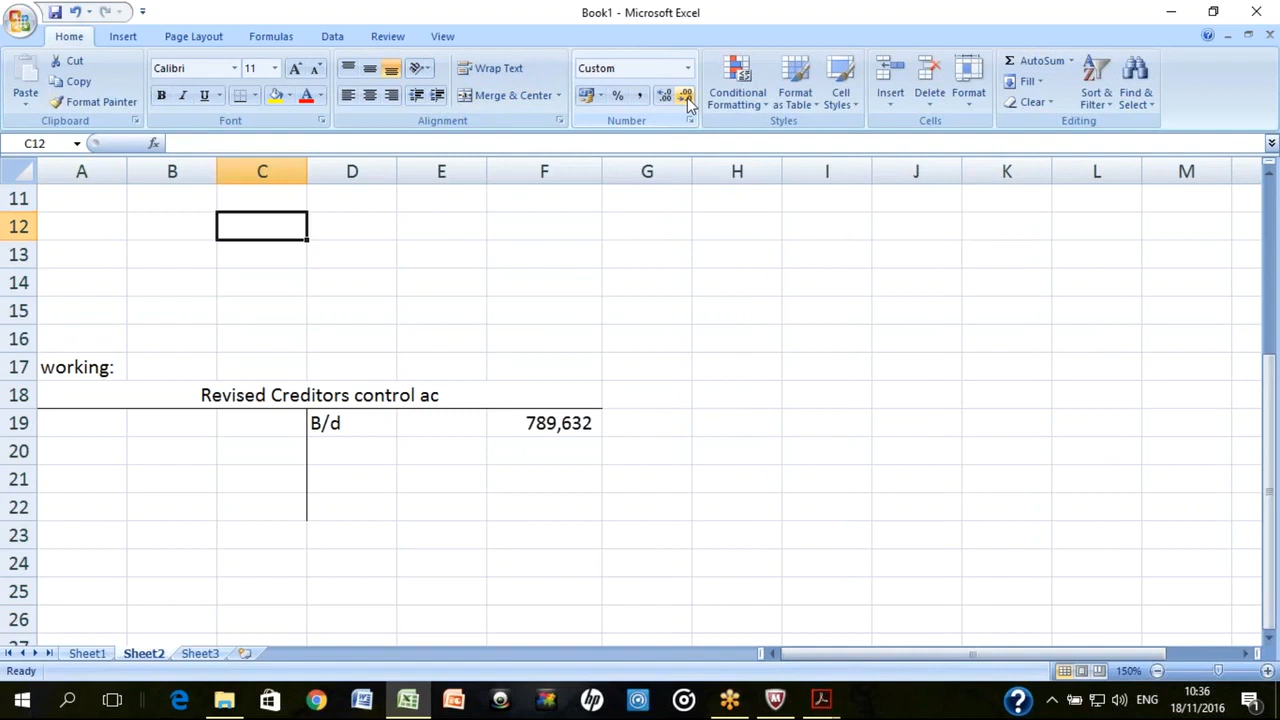 Book1 - Microsoft Excel
Home Insert Page Layout Formulas Data Review View
Paste
Cut
Copy
Format Painter
Clipboard
Calibri 11
B I U
A A
Font
Wrap Text
Merge & Center
Alignment
Custom
% ,
Number
Conditional Formatting
Format as Table
Cell Styles
Styles
Insert Delete Format
Cells
Σ AutoSum
Fill
Clear
Sort & Filter
Find & Select
Editing
C12 fx
A B C D E F G H I J K L M
11
12
13
14
15
16
17 working:
18 Revised Creditors control ac
19 B/d 789,632
20
21
22
23
24
25
26
27
Sheet1 Sheet2 Sheet3
Ready 150%
ENG 10:36
18/11/2016